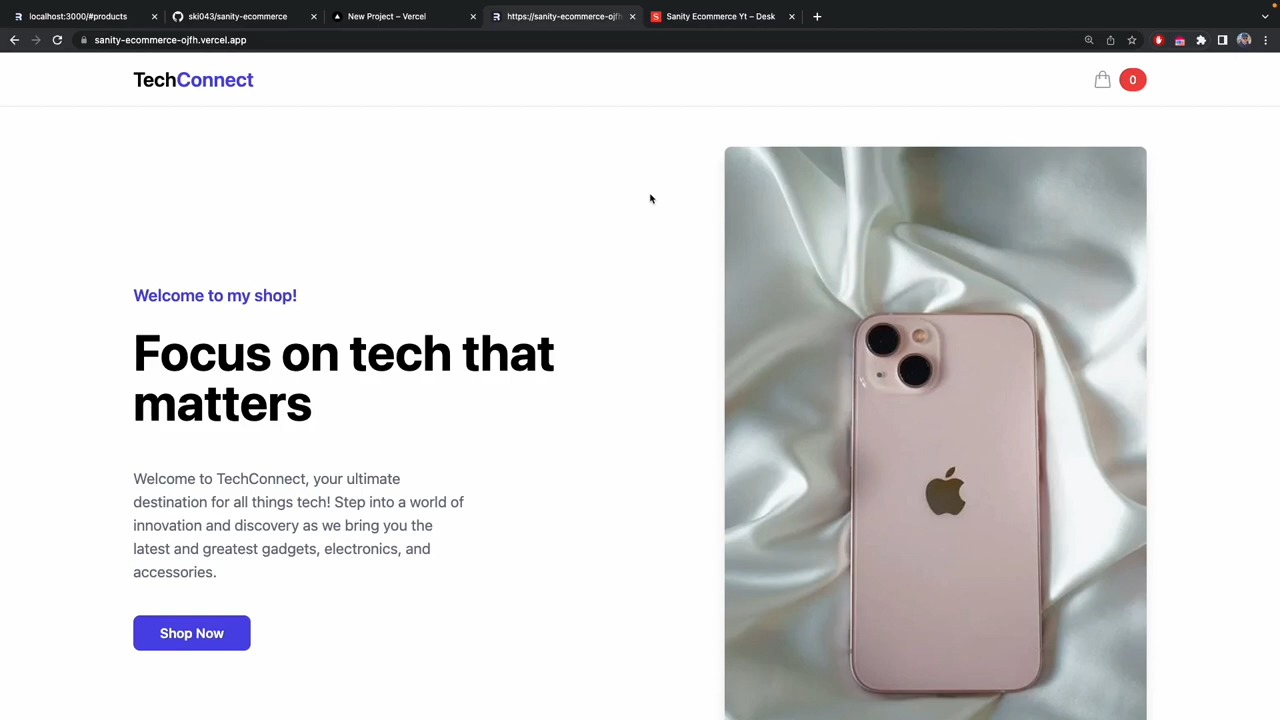 localhost:3000/#products
ski043/sanity-ecommerce
New Project – Vercel
https://sanity-ecommerce-ojfh
Sanity Ecommerce Yt – Desk
sanity-ecommerce-ojfh.vercel.app
TechConnect
0
Welcome to my shop!
Focus on tech that
matters
Welcome to TechConnect, your ultimate
destination for all things tech! Step into a world of
innovation and discovery as we bring you the
latest and greatest gadgets, electronics, and
accessories.
Shop Now